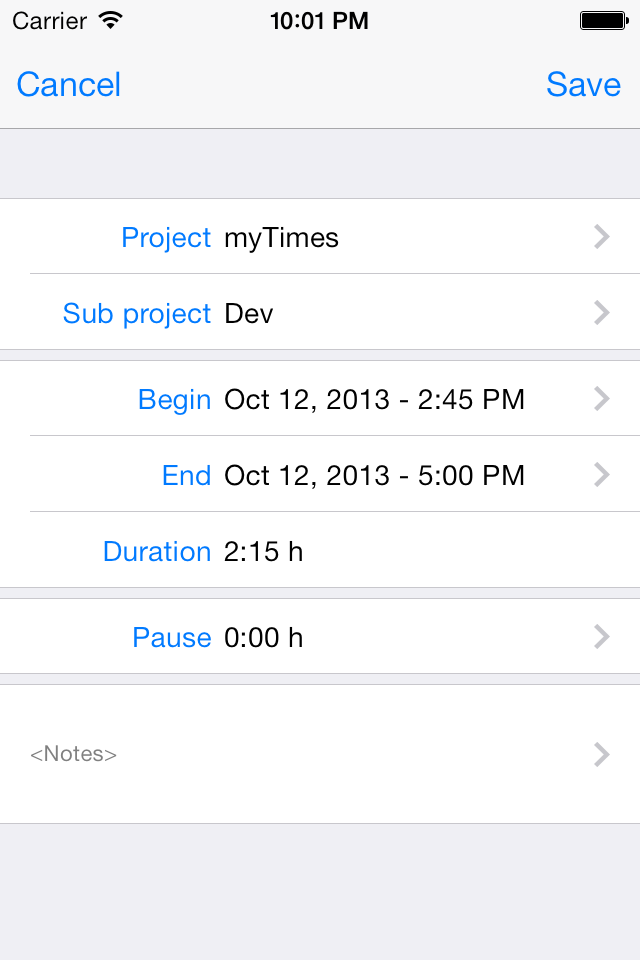 Carrier 10:01 PM
Cancel Save
Project myTimes
Sub project Dev
Begin Oct 12, 2013 - 2:45 PM
End Oct 12, 2013 - 5:00 PM
Duration 2:15 h
Pause 0:00 h
<Notes>